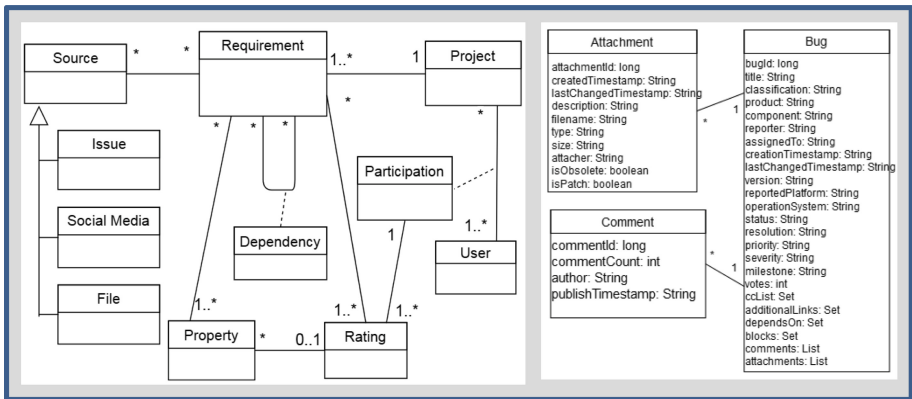 Source
*
*
Requirement
1..*
1
Project
*
*
*
*
*
Issue
Participation
Social Media
Dependency
1
1..*
User
File
1..*
1..*
1..*
Property
*
0..1
Rating
Attachment
attachmentId: long
createdTimestamp: String
lastChangedTimestamp: String
description: String
filename: String
type: String
size: String
attacher: String
isObsolete: boolean
isPatch: boolean
*
1
Comment
commentId: long
commentCount: int
author: String
publishTimestamp: String
*
1
Bug
bugId: long
title: String
classification: String
product: String
component: String
reporter: String
assignedTo: String
creationTimestamp: String
lastChangedTimestamp: String
version: String
reportedPlatform: String
operationSystem: String
status: String
resolution: String
priority: String
severity: String
milestone: String
votes: int
ccList: Set
additionalLinks: Set
dependsOn: Set
blocks: Set
comments: List
attachments: List